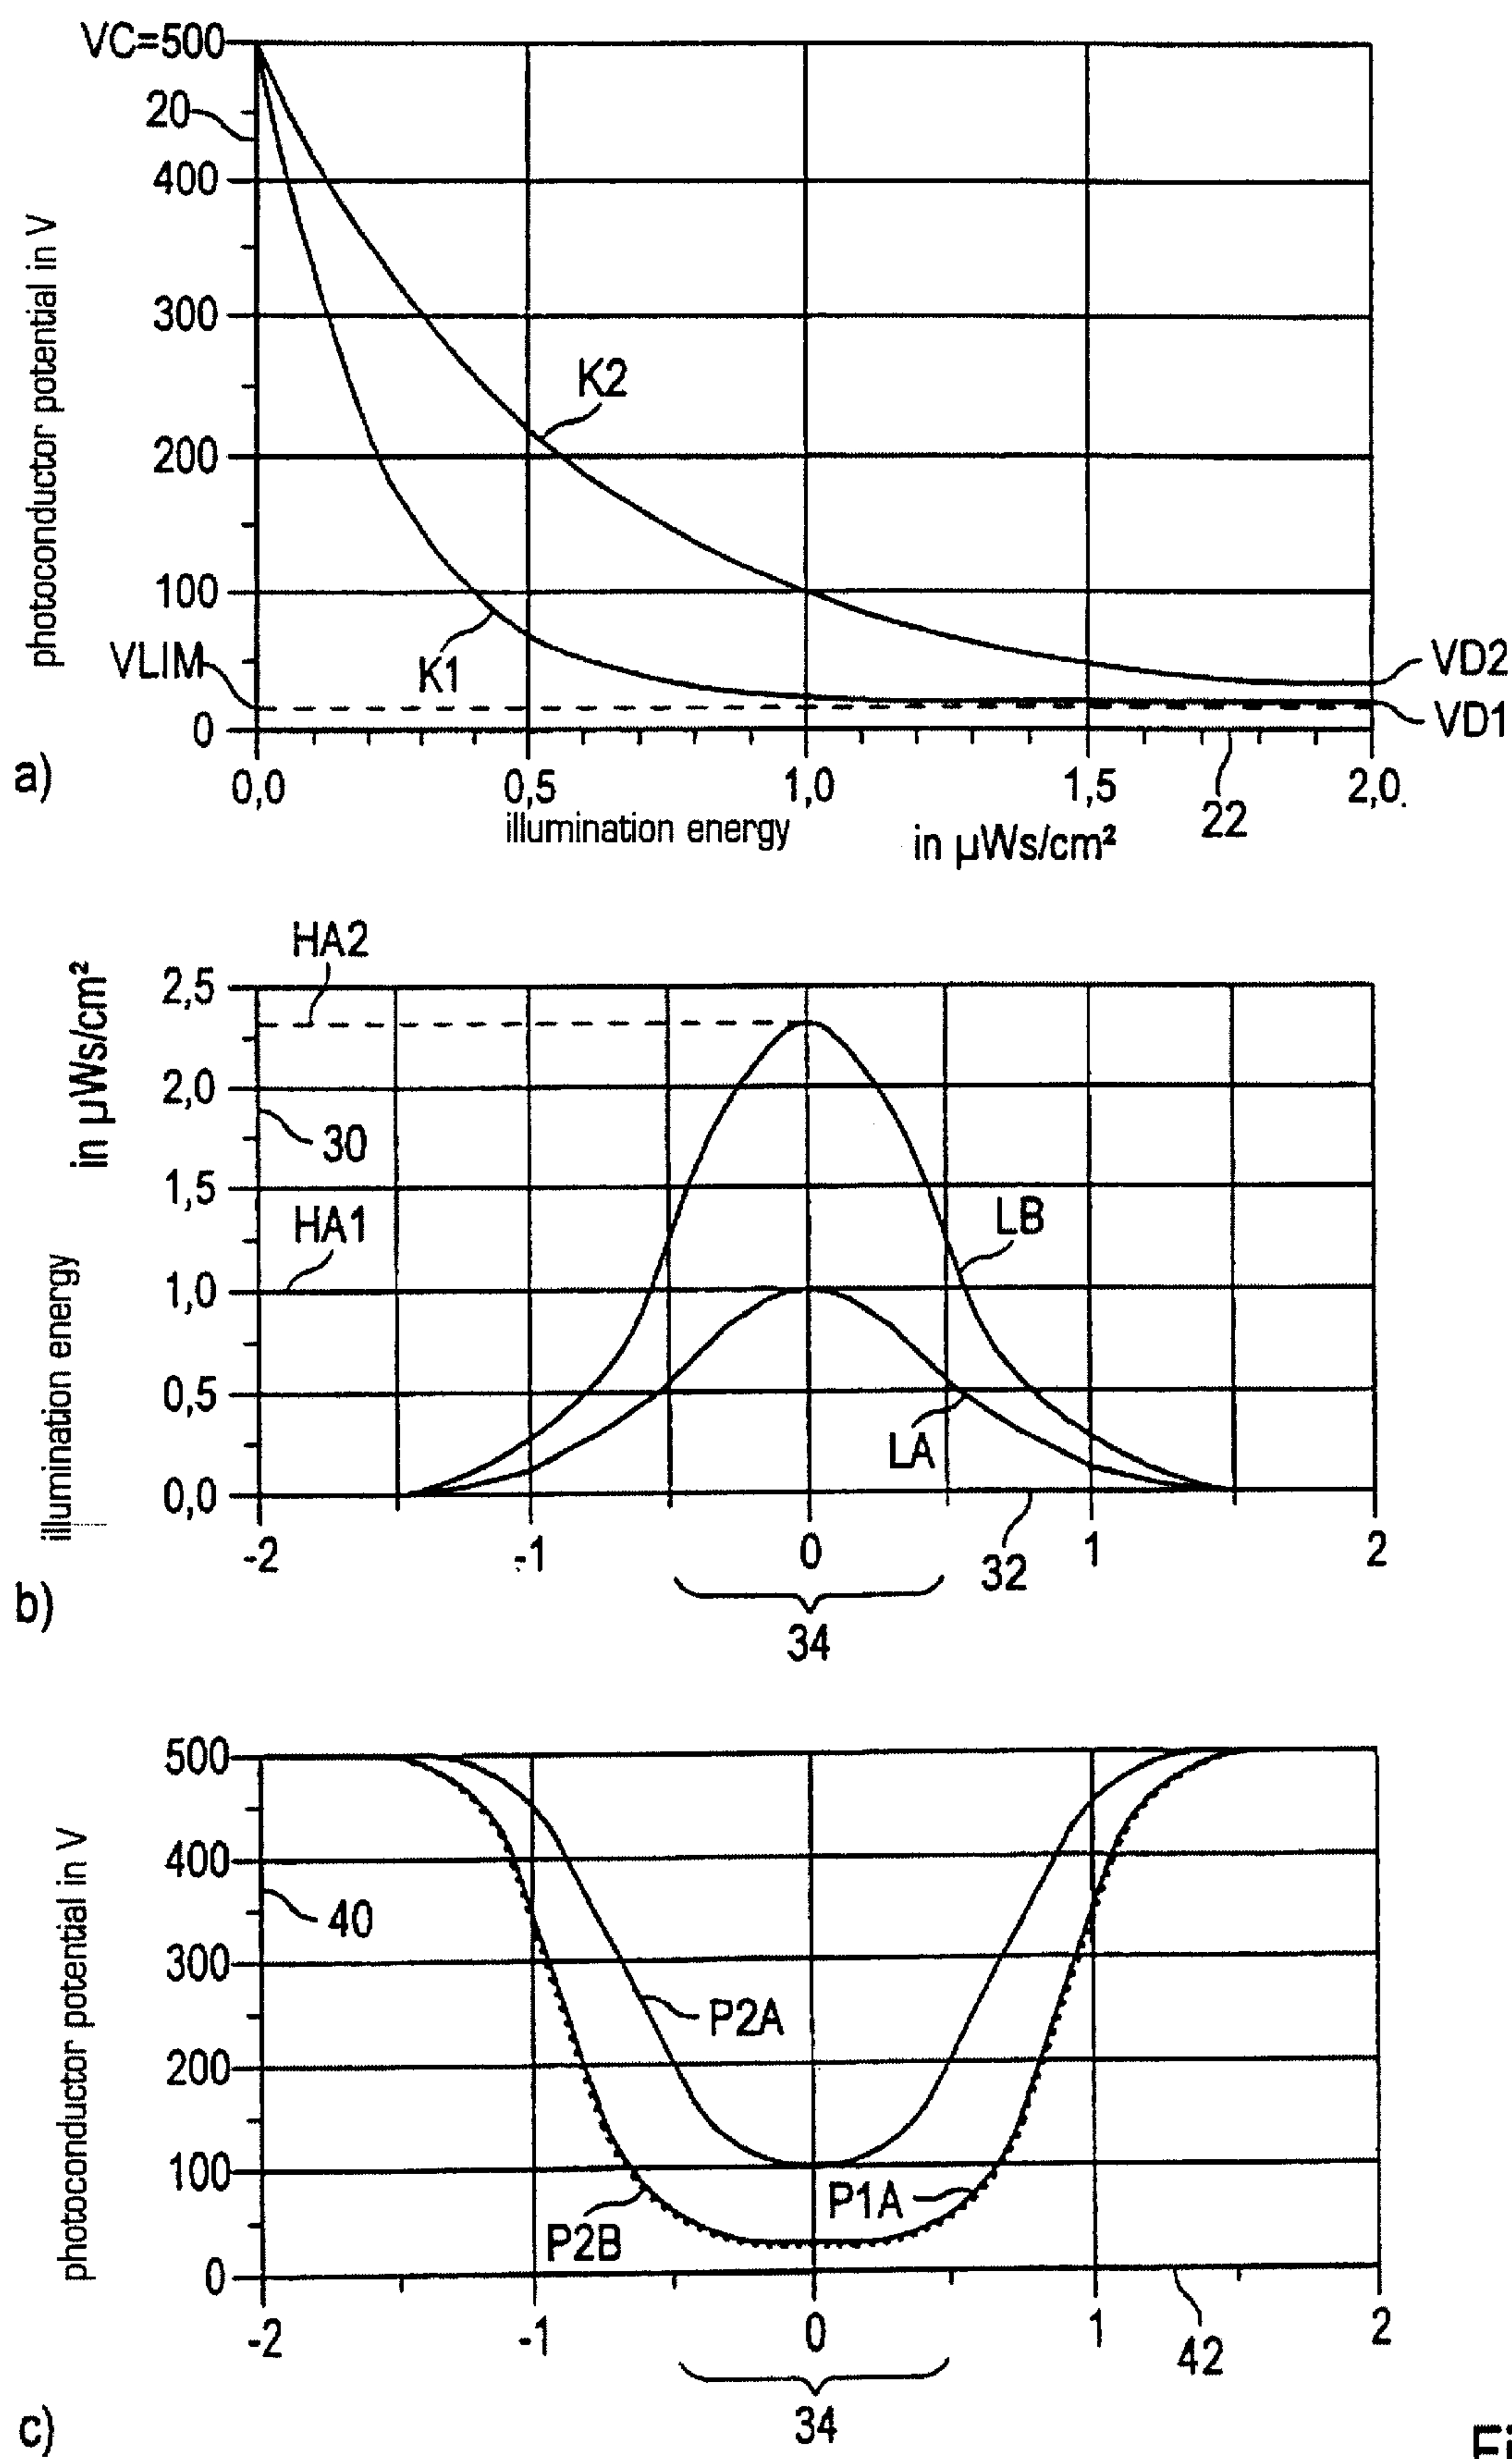 VC=500
20
400
300
200
100
VLIM
0
photoconductor potential in V
K2
K1
VD2
VD1
a)
0,0
0,5
1,0
1,5
2,0.
22
illumination energy
in µWs/cm²
HA2
in µWs/cm²
illumination energy
2,5
2,0
30
1,5
HA1
1,0
0,5
0,0
LB
LA
-2
-1
0
32
1
2
b)
34
photoconductor potential in V
500
400
40
300
200
100
0
P2A
P1A
P2B
-2
-1
0
1
42
2
34
c)